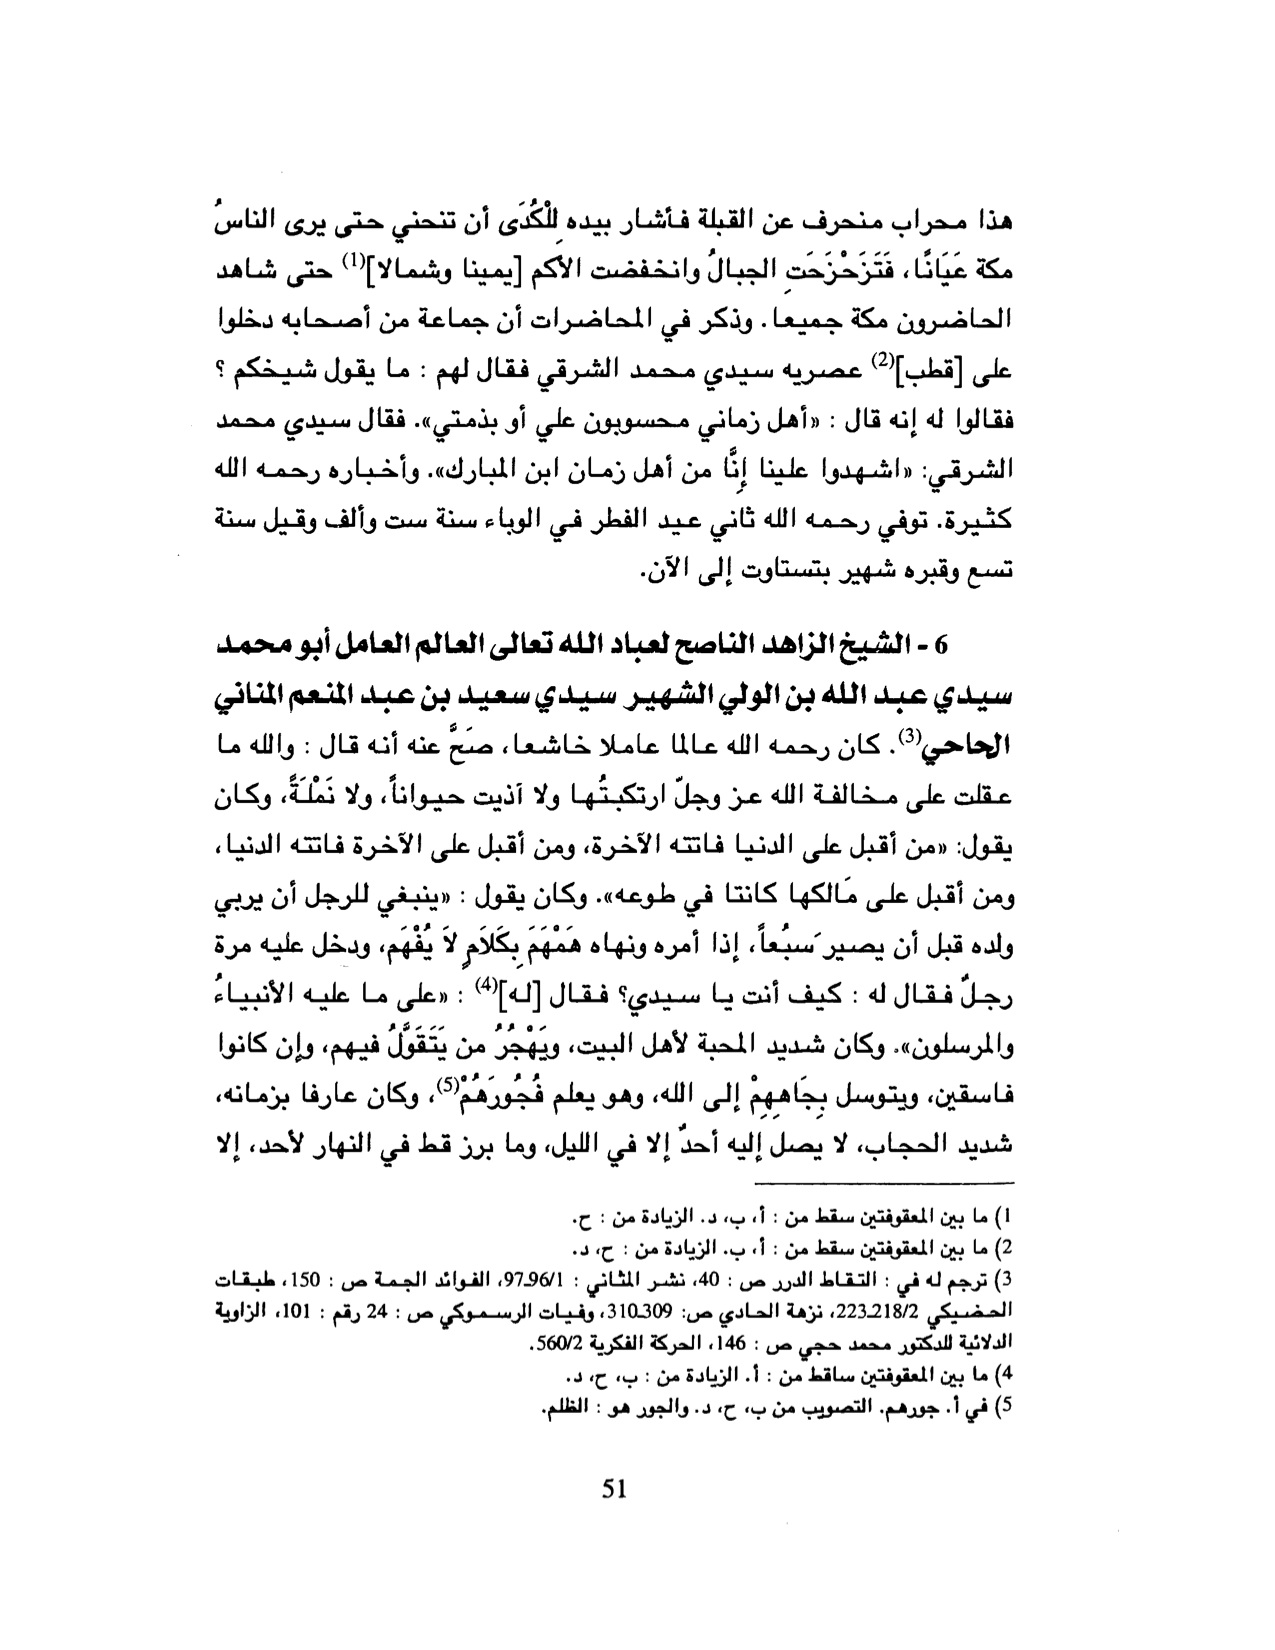 هذا محراب منحرف عن القبلة فأشار بيده لِلْكُدَى أن تنحني حتى يرى الناسُ
مكة عَيَانًا، فَتَزَحْزَحَتِ الجبالُ وانخفضت الأكم [يمينا وشمالا](1) حتى شاهد
الحاضرون مكة جميعا. وذكر في المحاضرات أن جماعة من أصحابه دخلوا
على [قطب](2) عصريه سيدي محمد الشرقي فقال لهم : ما يقول شيخكم ؟
فقالوا له إنه قال : «أهل زماني محسوبون علي أو بذمتي». فقال سيدي محمد
الشرقي: «اشهدوا علينا إِنَّا من أهل زمان ابن المبارك». وأخباره رحمه الله
كثيرة. توفي رحمه الله ثاني عيد الفطر في الوباء سنة ست وألف وقيل سنة
تسع وقبره شهير بتستاوت إلى الآن.
6 - الشيخ الزاهد الناصح لعباد الله تعالى العالم العامل أبو محمد
سيدي عبد الله بن الولي الشهير سيدي سعيد بن عبد المنعم المناني
الحاحي(3). كان رحمه الله عالما عاملا خاشعا، صَحَّ عنه أنه قال : والله ما
عقلت على مخالفة الله عز وجلّ ارتكبتُها ولا آذيت حيواناً، ولا نَمْلَةً، وكان
يقول: «من أقبل على الدنيا فاتته الآخرة، ومن أقبل على الآخرة فاتته الدنيا،
ومن أقبل على مَالكها كانتا في طوعه». وكان يقول : «ينبغي للرجل أن يربي
ولده قبل أن يصير سَبُعاً، إذا أمره ونهاه هَمْهَمَ بِكَلَامٍ لاَ يُفْهَم، ودخل عليه مرة
رجلٌ فقال له : كيف أنت يا سيدي؟ فقال [له](4) : «على ما عليه الأنبياءُ
والمرسلون». وكان شديد المحبة لأهل البيت، ويَهْجُرُ من يَتَقَوَّلُ فيهم، وإن كانوا
فاسقين، ويتوسل بِجَاهِهِمْ إلى الله، وهو يعلم فُجُورَهُمْ(5)، وكان عارفا بزمانه،
شديد الحجاب، لا يصل إليه أحدٌ إلا في الليل، وما برز قط في النهار لأحد، إلا
1) ما بين المعقوفتين سقط من : أ، ب، د. الزيادة من : ح.
2) ما بين المعقوفتين سقط من : أ، ب. الزيادة من : ح، د.
3) ترجم له في : التقاط الدرر ص : 40، نشر المثاني : 97ـ96/1، الفوائد الجمة ص : 150، طبقات
الحضيكي 223ـ218/2، نزهة الحادي ص: 310ـ309، وفيات الرسموكي ص : 24 رقم : 101، الزاوية
الدلائية للدكتور محمد حجي ص : 146، الحركة الفكرية 560/2.
4) ما بين المعقوفتين ساقط من : أ. الزيادة من : ب، ح، د.
5) في أ. جورهم. التصويب من ب، ح، د. والجور هو : الظلم.
51